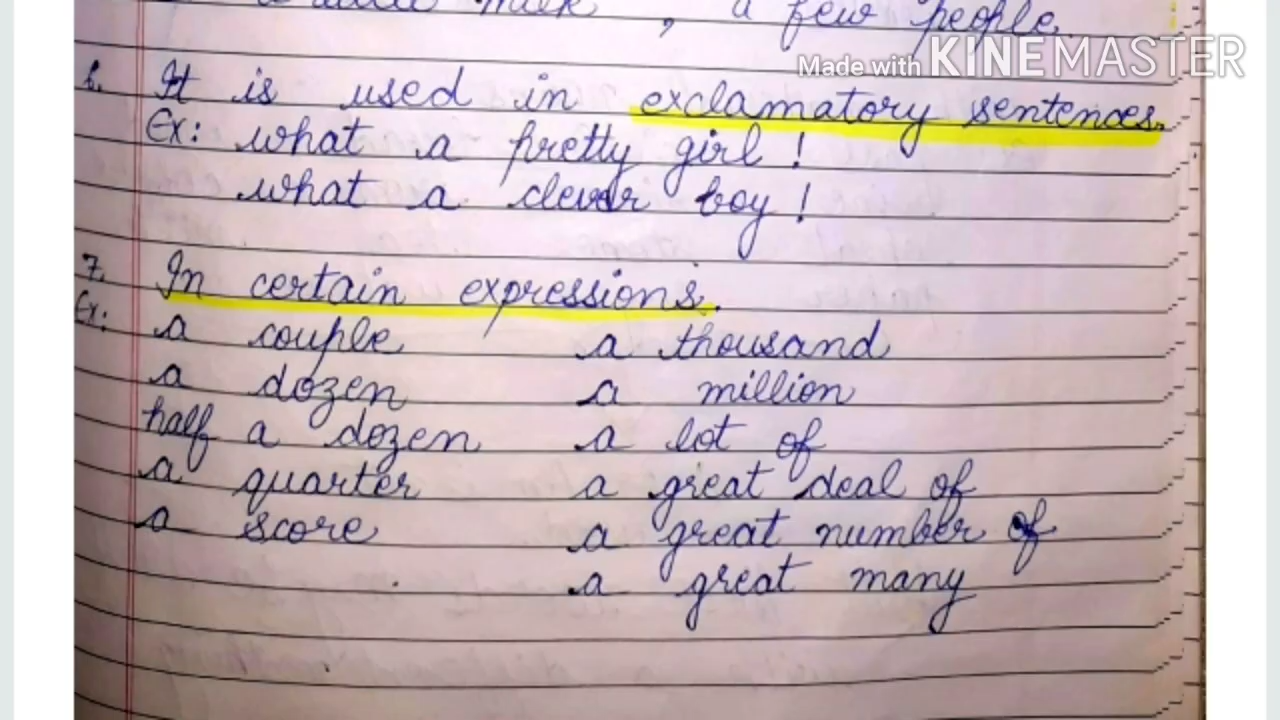 a few people.
Made with KINEMASTER
6. It is used in exclamatory sentences.
Ex: what a pretty girl !
what a clever boy !
7. In certain expressions.
Ex:
a couple a thousand
a dozen a million
half a dozen a lot of
a quarter a great deal of
a score a great number of
a great many